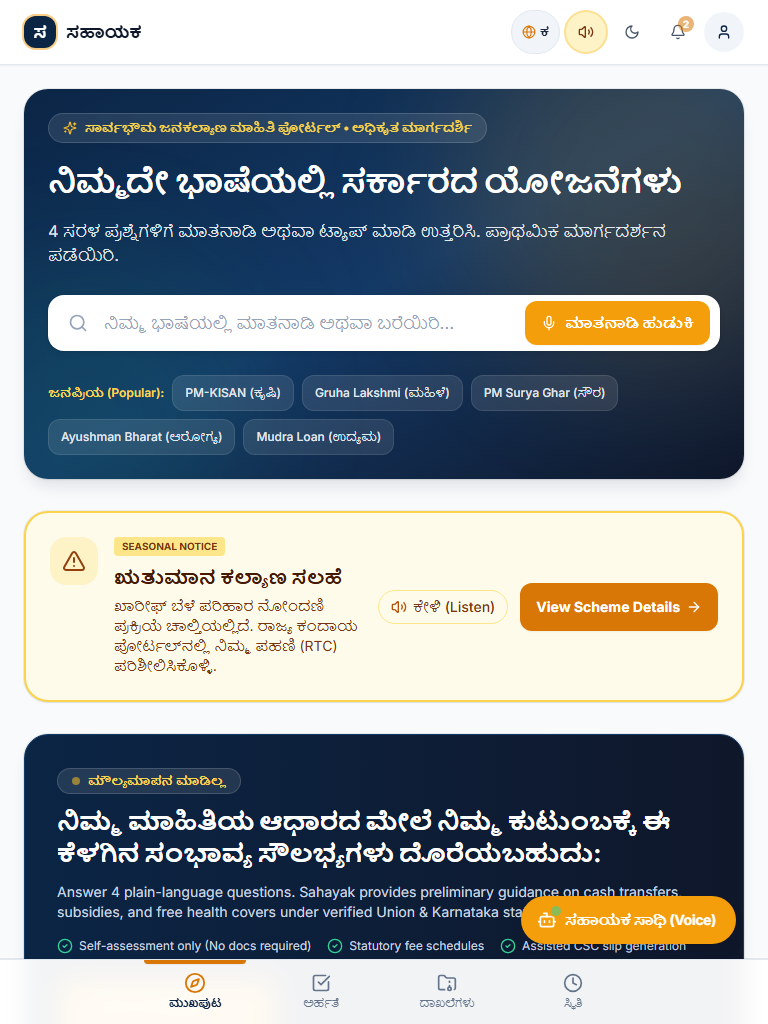 ಸ ಸಹಾಯಕ ಕ 2
ಸಾರ್ವಭೌಮ ಜನಕಲ್ಯಾಣ ಮಾಹಿತಿ ಪೋರ್ಟಲ್ • ಅಧಿಕೃತ ಮಾರ್ಗದರ್ಶಿ
ನಿಮ್ಮದೇ ಭಾಷೆಯಲ್ಲಿ ಸರ್ಕಾರದ ಯೋಜನೆಗಳು
4 ಸರಳ ಪ್ರಶ್ನೆಗಳಿಗೆ ಮಾತನಾಡಿ ಅಥವಾ ಟ್ಯಾಪ್ ಮಾಡಿ ಉತ್ತರಿಸಿ. ಪ್ರಾಥಮಿಕ ಮಾರ್ಗದರ್ಶನ
ಪಡೆಯಿರಿ.
ನಿಮ್ಮ ಭಾಷೆಯಲ್ಲಿ ಮಾತನಾಡಿ ಅಥವಾ ಬರೆಯಿರಿ... ಮಾತನಾಡಿ ಹುಡುಕಿ
ಜನಪ್ರಿಯ (Popular): PM-KISAN (ಕೃಷಿ) Gruha Lakshmi (ಮಹಿಳೆ) PM Surya Ghar (ಸೌರ)
Ayushman Bharat (ಆರೋಗ್ಯ) Mudra Loan (ಉದ್ಯಮ)
SEASONAL NOTICE
ಋತುಮಾನ ಕಲ್ಯಾಣ ಸಲಹೆ
ಖಾರೀಫ್ ಬೆಳೆ ಪರಿಹಾರ ನೋಂದಣಿ
ಪ್ರಕ್ರಿಯೆ ಚಾಲ್ತಿಯಲ್ಲಿದೆ. ರಾಜ್ಯ ಕಂದಾಯ
ಪೋರ್ಟಲ್‌ನಲ್ಲಿ ನಿಮ್ಮ ಪಹಣಿ (RTC)
ಪರಿಶೀಲಿಸಿಕೊಳ್ಳಿ.
ಕೇಳಿ (Listen) View Scheme Details
ಮೌಲ್ಯಮಾಪನ ಮಾಡಿಲ್ಲ
ನಿಮ್ಮ ಮಾಹಿತಿಯ ಆಧಾರದ ಮೇಲೆ ನಿಮ್ಮ ಕುಟುಂಬಕ್ಕೆ ಈ
ಕೆಳಗಿನ ಸಂಭಾವ್ಯ ಸೌಲಭ್ಯಗಳು ದೊರೆಯಬಹುದು:
Answer 4 plain-language questions. Sahayak provides preliminary guidance on cash transfers,
subsidies, and free health covers under verified Union & Karnataka
ಸಹಾಯಕ ಸಾಥಿ (Voice)
Self-assessment only (No docs required) Statutory fee schedules Assisted CSC slip generation
ಮುಖಪುಟ ಅರ್ಹತೆ ದಾಖಲೆಗಳು ಸ್ಥಿತಿ